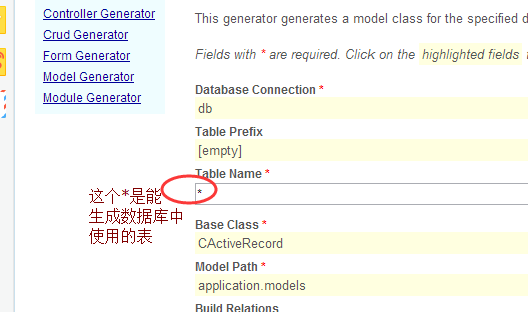 Controller Generator
Crud Generator
Form Generator
Model Generator
Module Generator
This generator generates a model class for the specified d
Fields with * are required. Click on the highlighted fields
Database Connection *
db
Table Prefix
[empty]
Table Name *
*
这个*是能
生成数据库中
使用的表
Base Class *
CActiveRecord
Model Path *
application.models
Build Relations